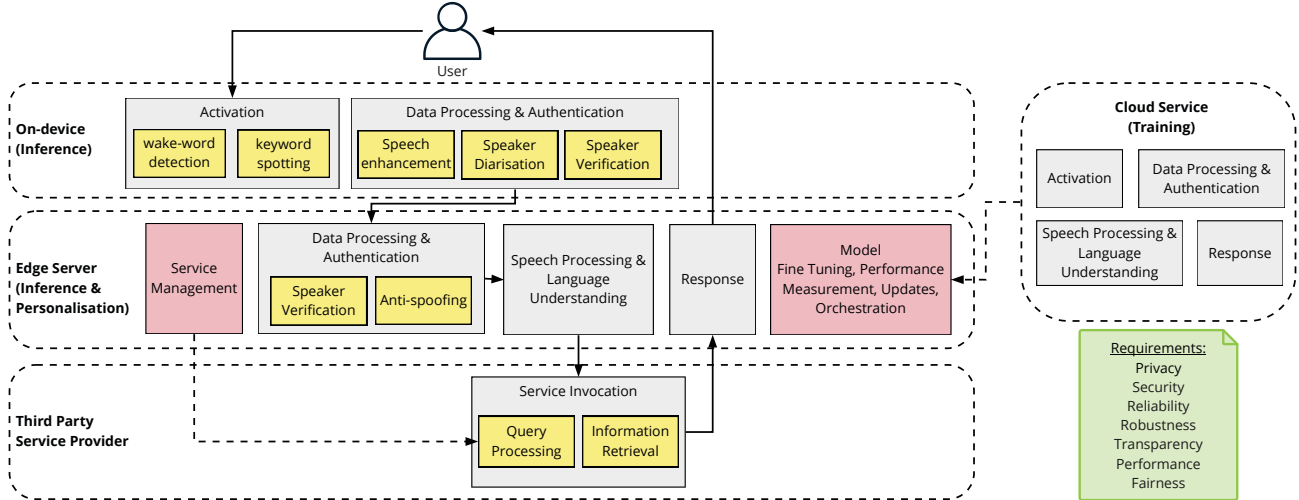 User
On-device
(Inference)
Activation
wake-word
detection
keyword
spotting
Data Processing & Authentication
Speech
enhancement
Speaker
Diarisation
Speaker
Verification
Edge Server
(Inference &
Personalisation)
Service
Management
Data Processing &
Authentication
Speaker
Verification
Anti-spoofing
Speech Processing &
Language
Understanding
Response
Model
Fine Tuning, Performance
Measurement, Updates,
Orchestration
Third Party
Service Provider
Service Invocation
Query
Processing
Information
Retrieval
Cloud Service
(Training)
Activation
Data Processing &
Authentication
Speech Processing &
Language
Understanding
Response
Requirements:
Privacy
Security
Reliability
Robustness
Transparency
Performance
Fairness